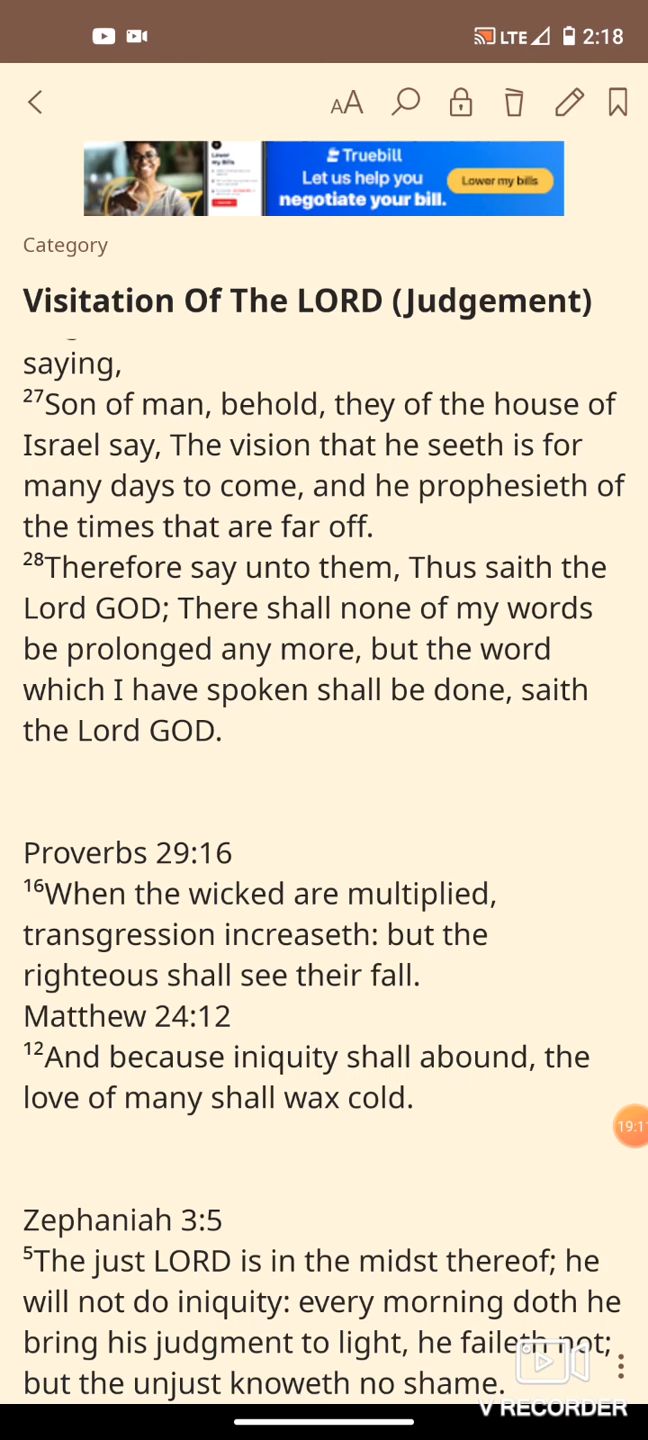 LTE 2:18
AA
Lower
my Bills
Truebill
Let us help you
negotiate your bill.
Lower my bills
Category
Visitation Of The LORD (Judgement)
saying,
27Son of man, behold, they of the house of
Israel say, The vision that he seeth is for
many days to come, and he prophesieth of
the times that are far off.
28Therefore say unto them, Thus saith the
Lord GOD; There shall none of my words
be prolonged any more, but the word
which I have spoken shall be done, saith
the Lord GOD.
Proverbs 29:16
16When the wicked are multiplied,
transgression increaseth: but the
righteous shall see their fall.
Matthew 24:12
12And because iniquity shall abound, the
love of many shall wax cold.
19:11
Zephaniah 3:5
5The just LORD is in the midst thereof; he
will not do iniquity: every morning doth he
bring his judgment to light, he faileth not;
but the unjust knoweth no shame.
V RECORDER